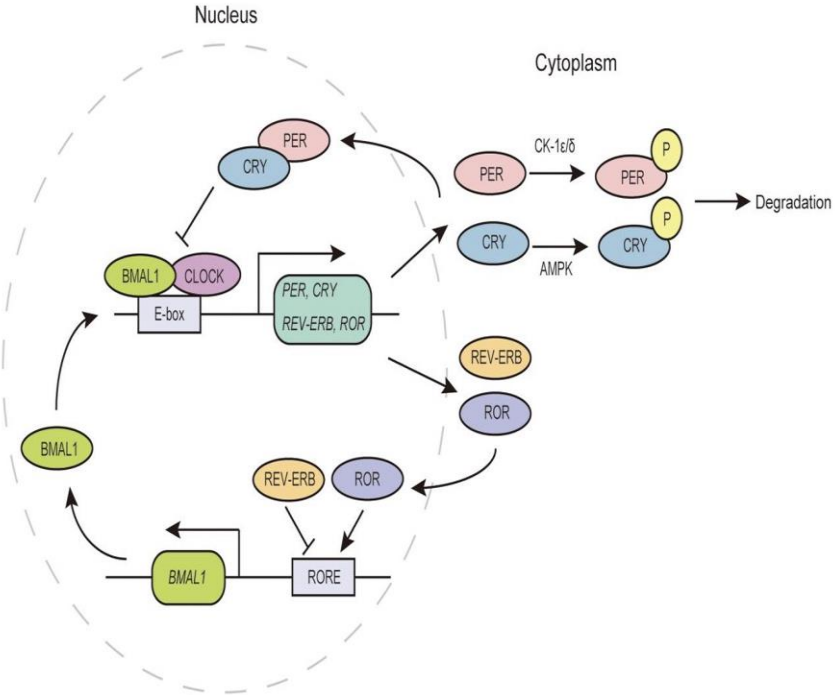 Nucleus
Cytoplasm
PER
CRY
CK-1ε/δ
PER
PER
P
Degradation
CRY
CRY
P
AMPK
BMAL1
CLOCK
E-box
PER, CRY
REV-ERB, ROR
REV-ERB
ROR
BMAL1
REV-ERB
ROR
BMAL1
RORE